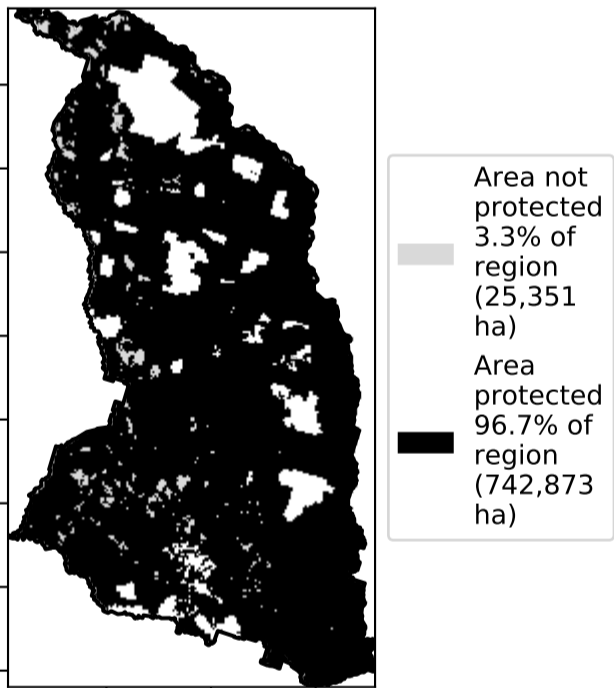 Area not
protected
3.3% of
region
(25,351
ha)
Area
protected
96.7% of
region
(742,873
ha)